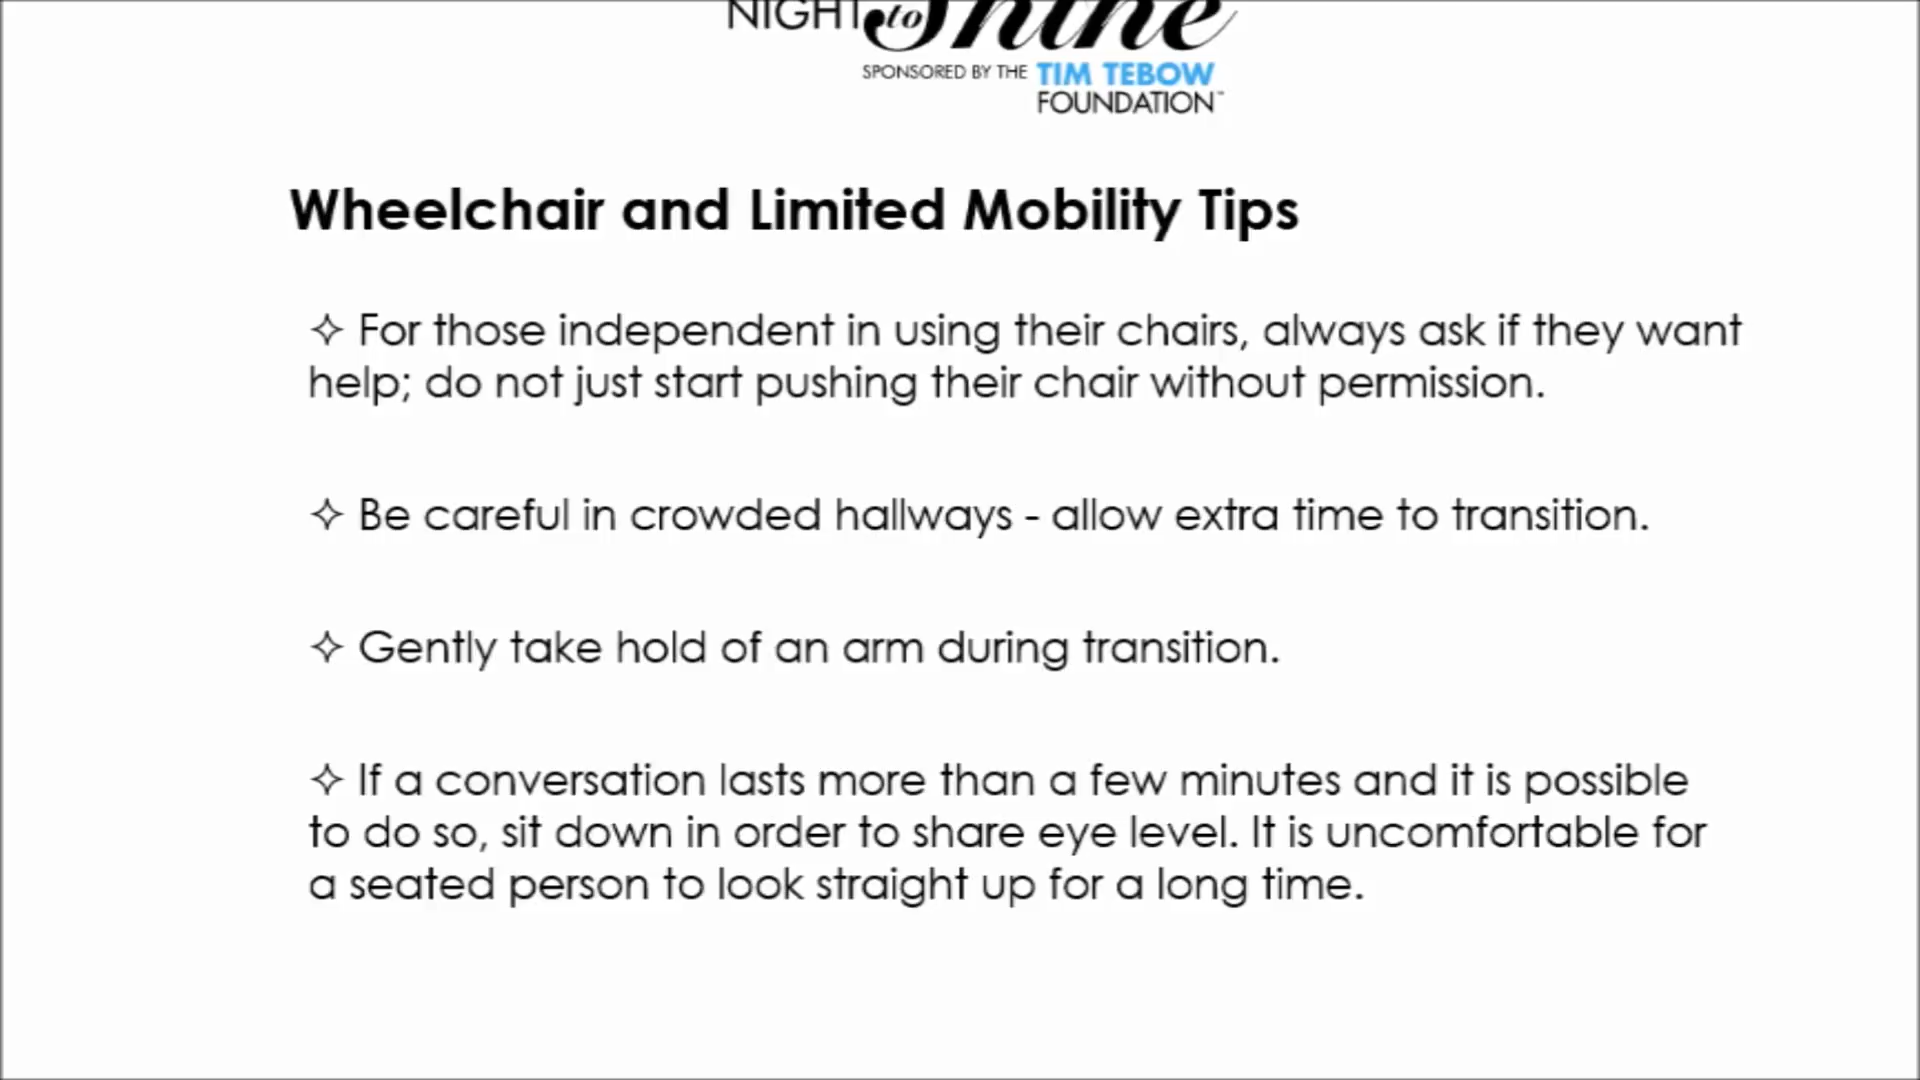 NIGHT to Shine
SPONSORED BY THE TIM TEBOW
FOUNDATION™
Wheelchair and Limited Mobility Tips
✧ For those independent in using their chairs, always ask if they want
help; do not just start pushing their chair without permission.
✧ Be careful in crowded hallways - allow extra time to transition.
✧ Gently take hold of an arm during transition.
✧ If a conversation lasts more than a few minutes and it is possible
to do so, sit down in order to share eye level. It is uncomfortable for
a seated person to look straight up for a long time.